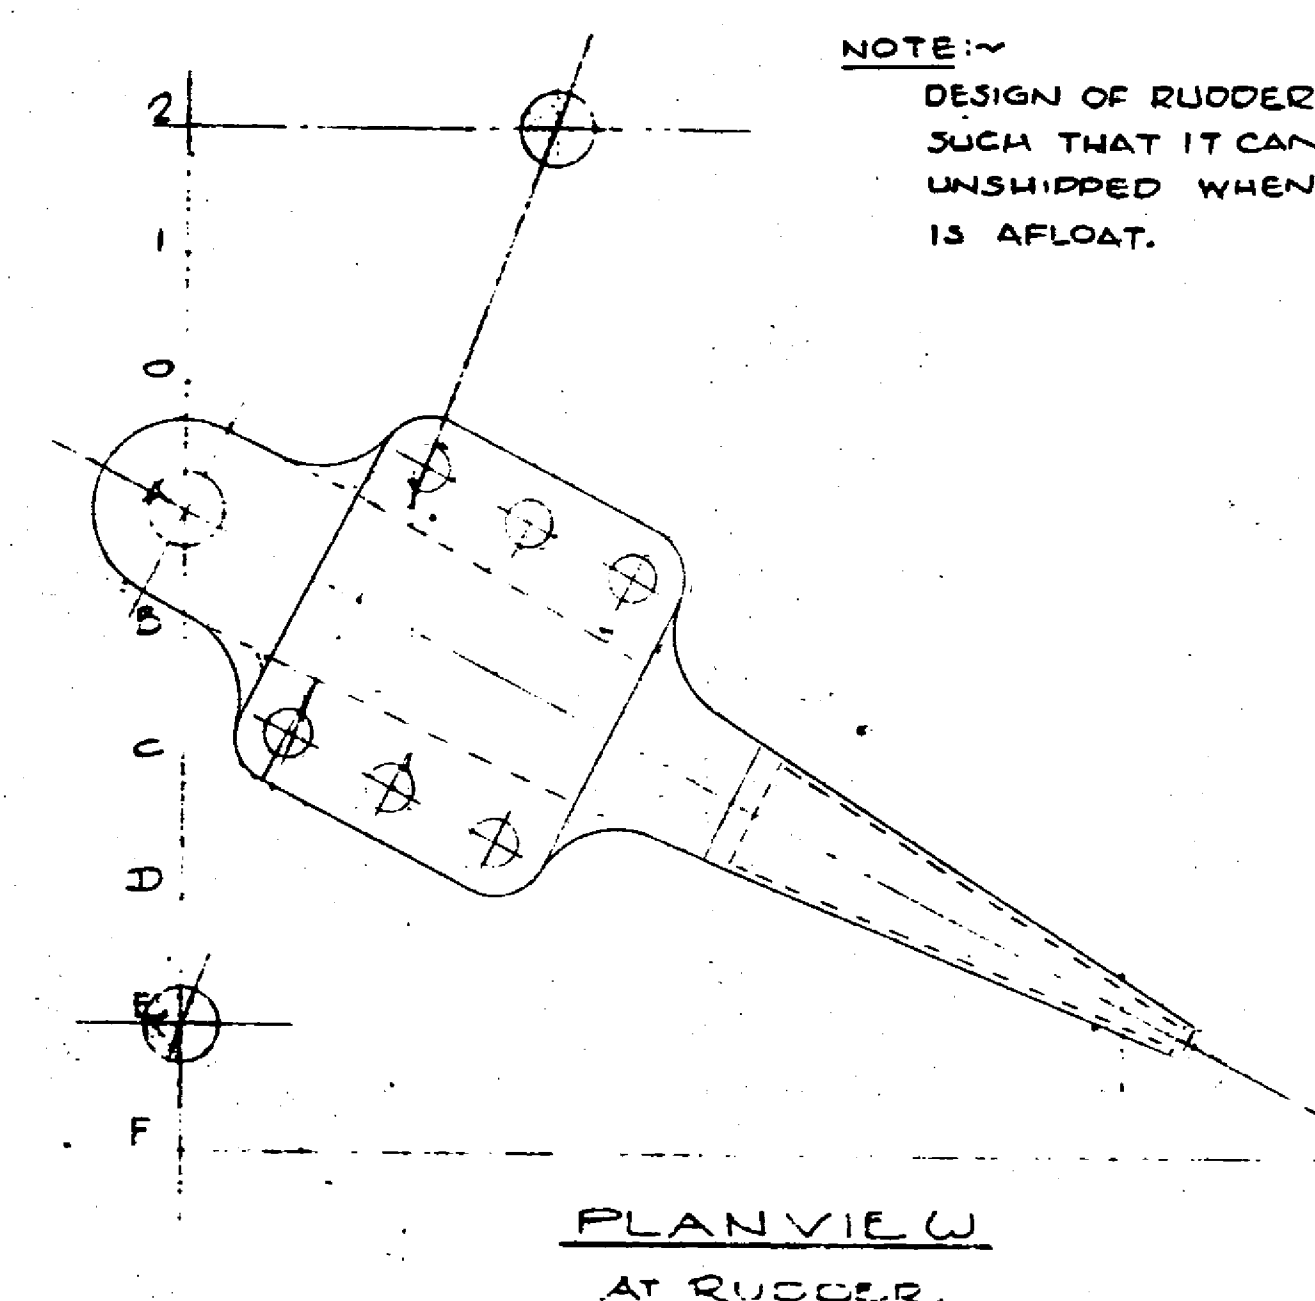 NOTE:~
DESIGN OF RUDDER
SUCH THAT IT CAN
UNSHIPPED WHEN
IS AFLOAT.
2
1
0
A
B
C
D
E
F
PLAN VIEW
AT RUDDER.